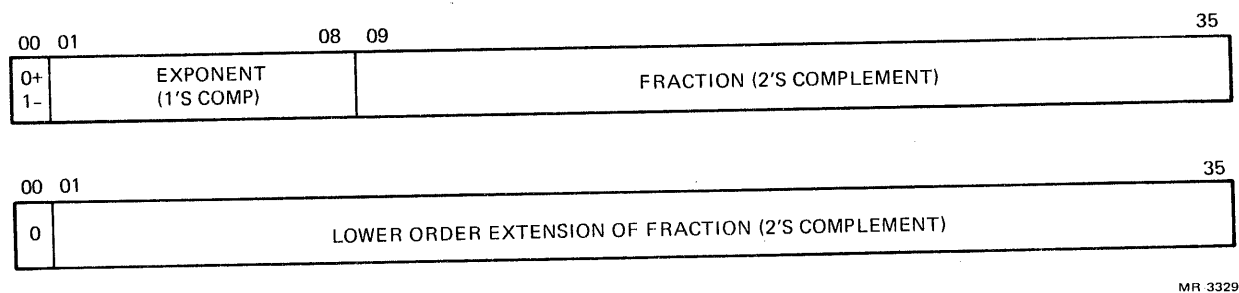 00 01 08 09 35
0+ EXPONENT FRACTION (2'S COMPLEMENT)
1– (1'S COMP)
00 01 35
0 LOWER ORDER EXTENSION OF FRACTION (2'S COMPLEMENT)
MR 3329